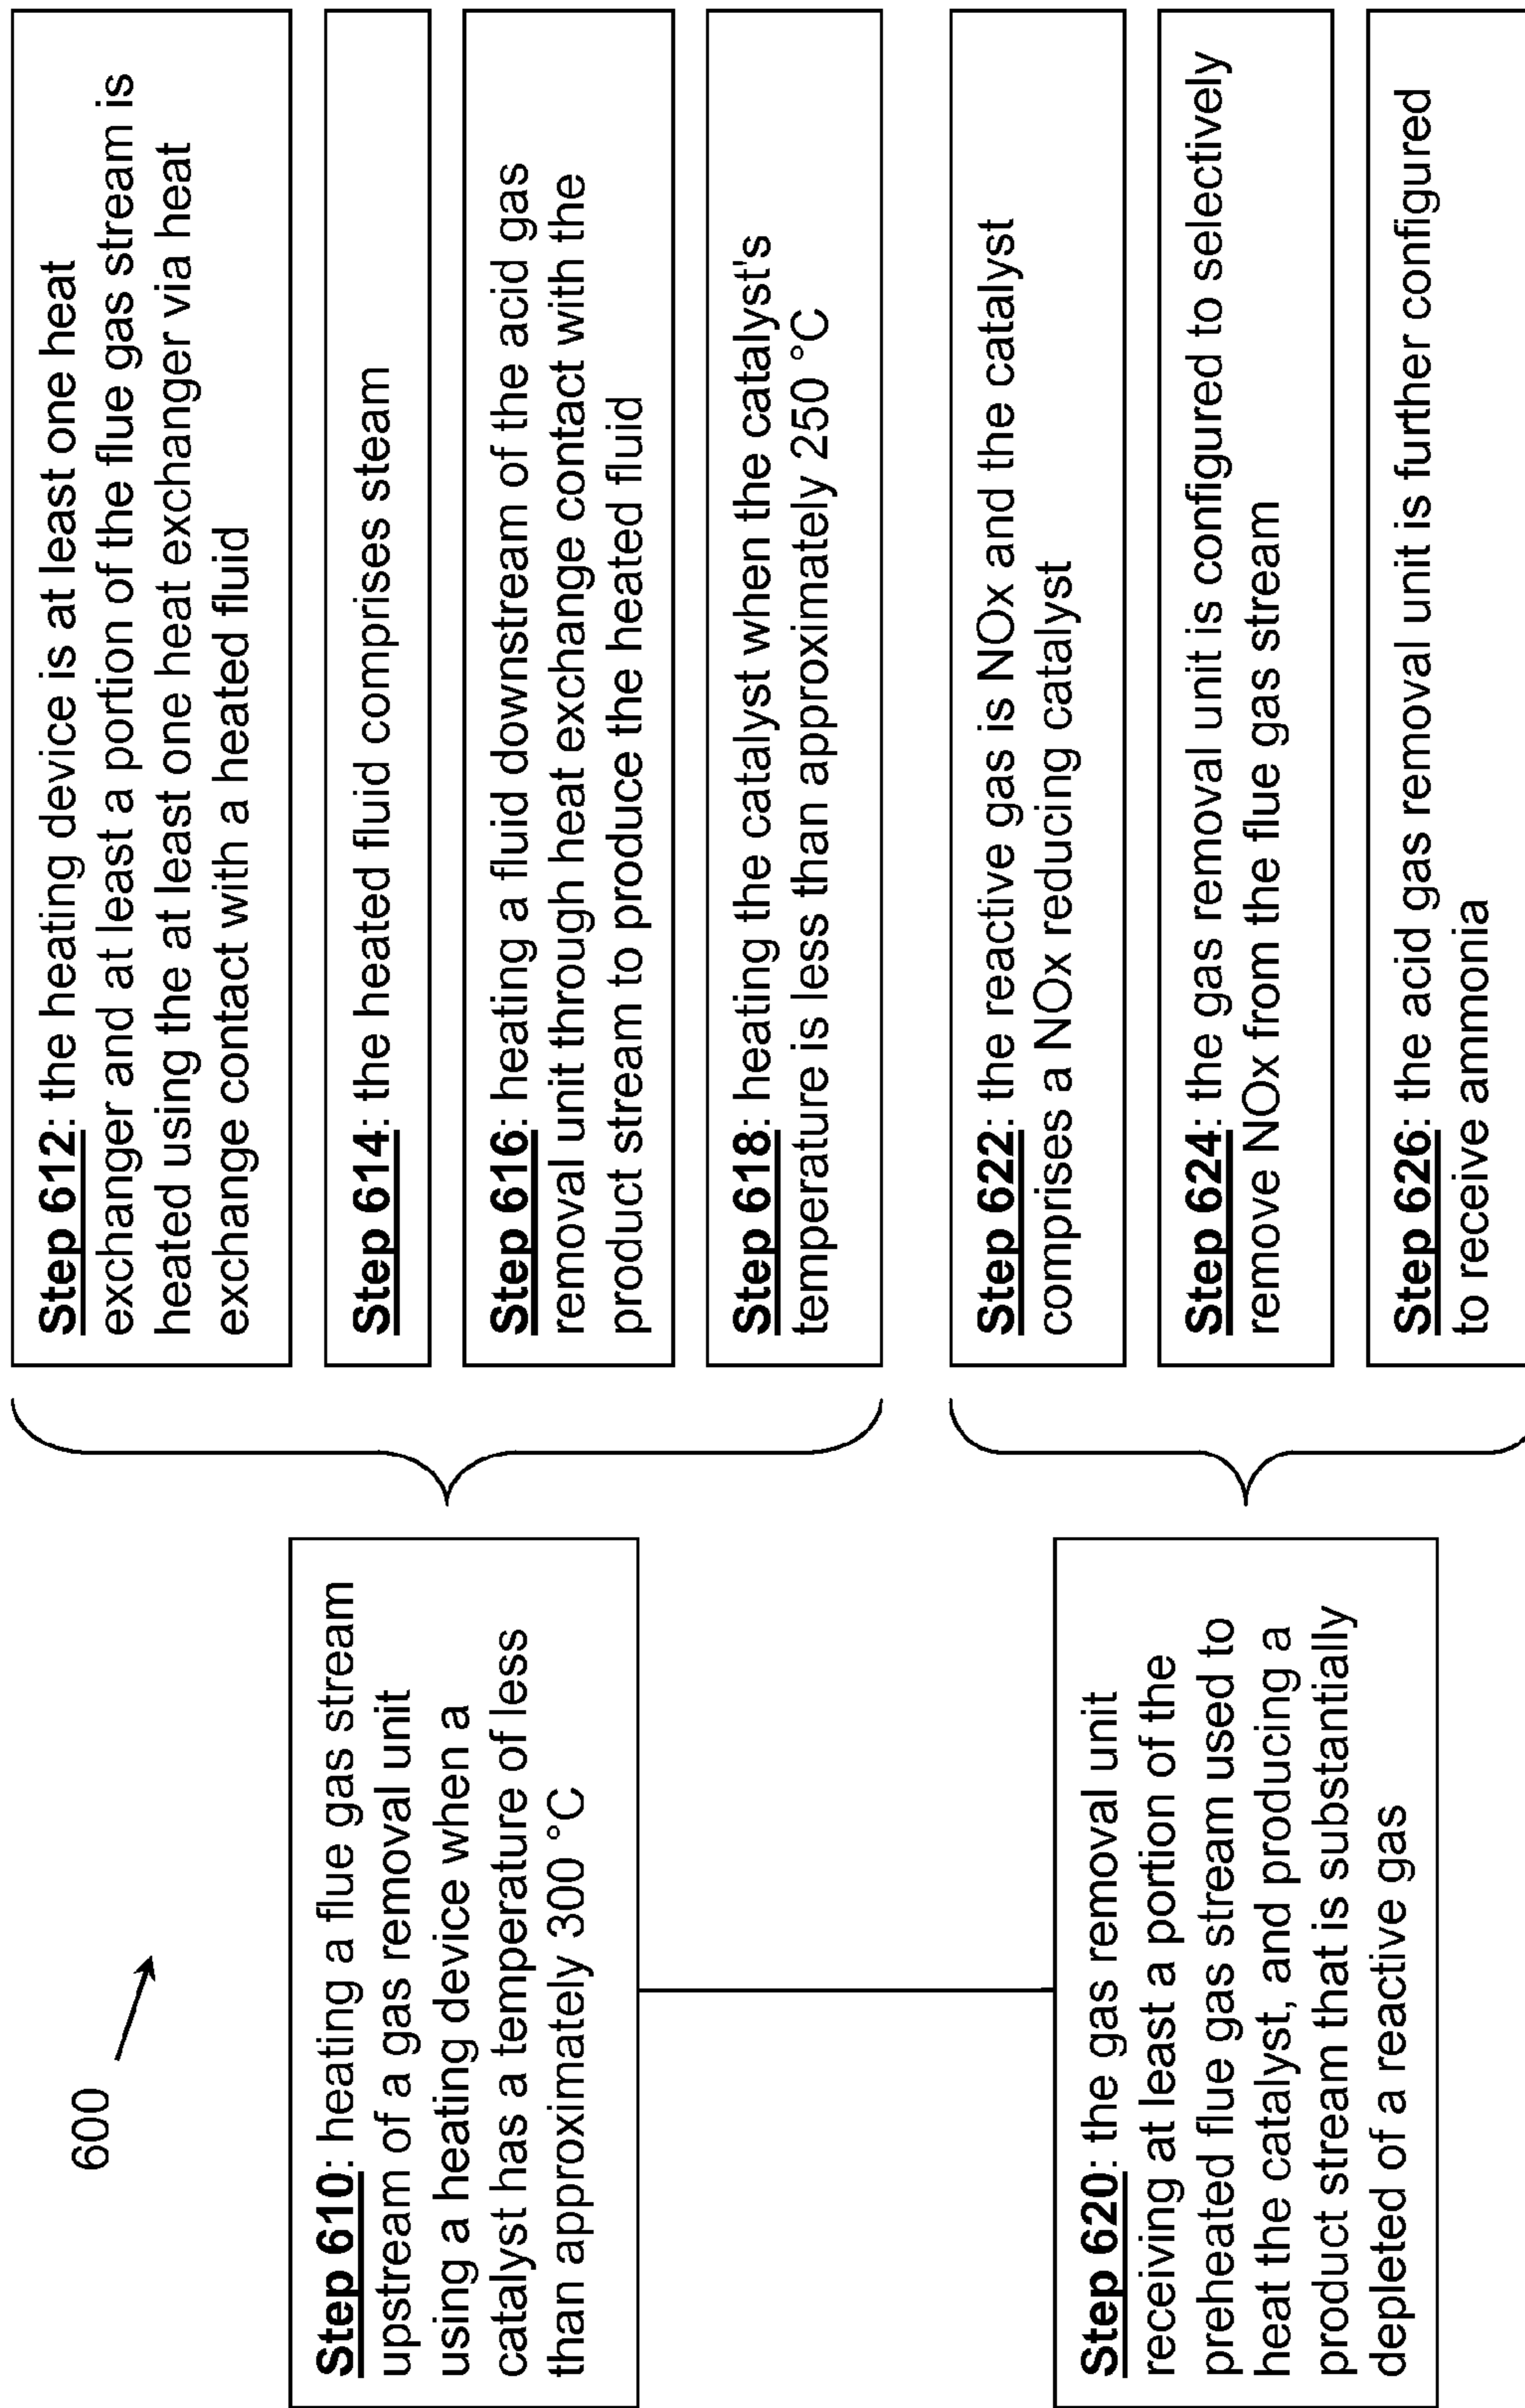 600
Step 610: heating a flue gas stream
upstream of a gas removal unit
using a heating device when a
catalyst has a temperature of less
than approximately 300 °C
Step 612: the heating device is at least one heat
exchanger and at least a portion of the flue gas stream is
heated using the at least one heat exchanger via heat
exchange contact with a heated fluid
Step 614: the heated fluid comprises steam
Step 616: heating a fluid downstream of the acid gas
removal unit through heat exchange contact with the
product stream to produce the heated fluid
Step 618: heating the catalyst when the catalyst's
temperature is less than approximately 250 °C
Step 620: the gas removal unit
receiving at least a portion of the
preheated flue gas stream used to
heat the catalyst, and producing a
product stream that is substantially
depleted of a reactive gas
Step 622: the reactive gas is NOx and the catalyst
comprises a NOx reducing catalyst
Step 624: the gas removal unit is configured to selectively
remove NOx from the flue gas stream
Step 626: the acid gas removal unit is further configured
to receive ammonia